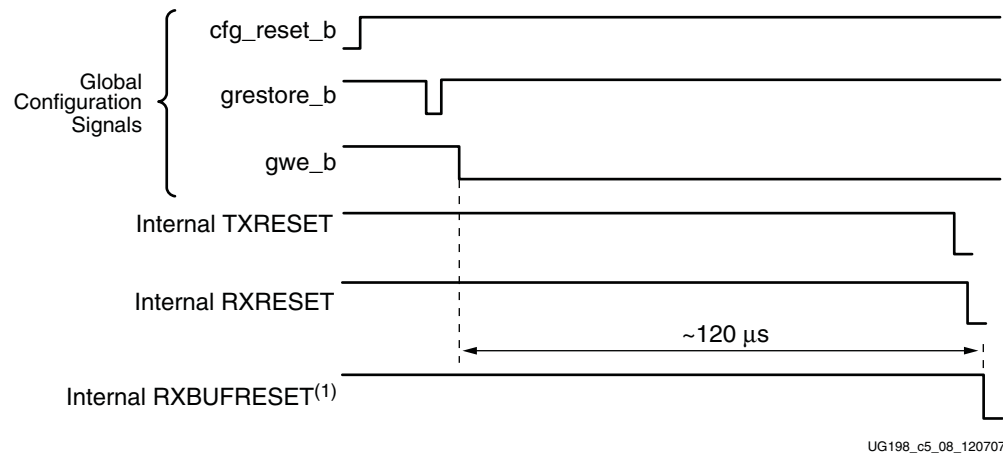 cfg_reset_b
Global
Configuration
Signals
grestore_b
gwe_b
Internal TXRESET
Internal RXRESET
~120 µs
Internal RXBUFRESET(1)
UG198_c5_08_120707